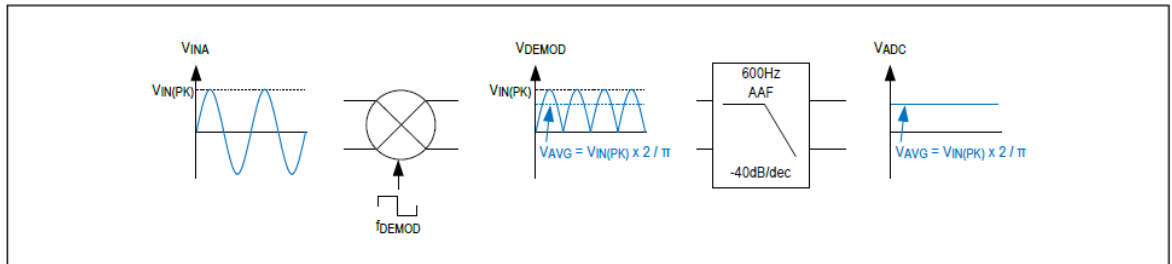 VINA
VIN(PK)
fDEMOD
VDEMOD
VIN(PK)
VAVG = VIN(PK) x 2 / π
600Hz
AAF
-40dB/dec
VADC
VAVG = VIN(PK) x 2 / π